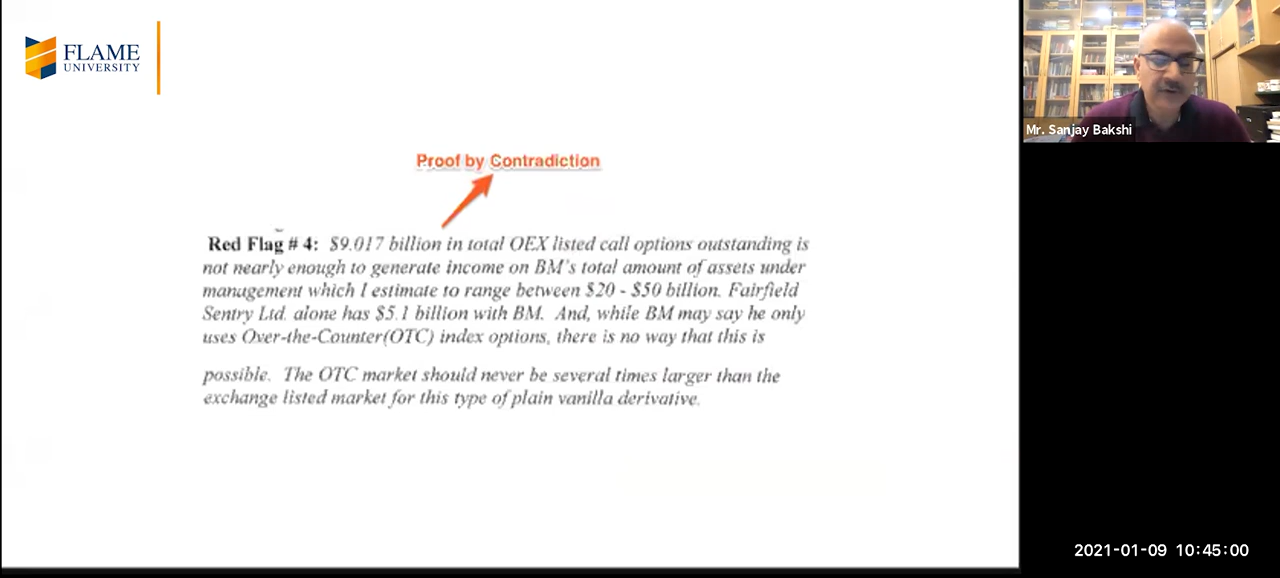 FLAME
UNIVERSITY
Proof by Contradiction
Red Flag # 4: $9.017 billion in total OEX listed call options outstanding is
not nearly enough to generate income on BM's total amount of assets under
management which I estimate to range between $20 - $50 billion. Fairfield
Sentry Ltd. alone has $5.1 billion with BM. And, while BM may say he only
uses Over-the-Counter(OTC) index options, there is no way that this is
possible. The OTC market should never be several times larger than the
exchange listed market for this type of plain vanilla derivative.
Mr. Sanjay Bakshi
2021-01-09 10:45:00